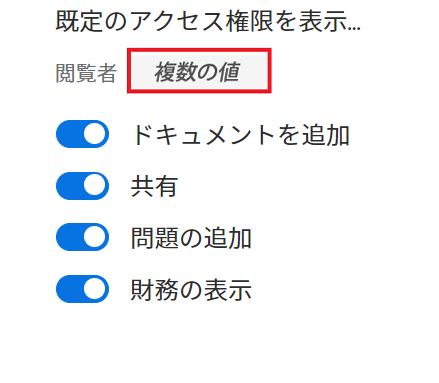 既定のアクセス権限を表示...
閲覧者 複数の値
ドキュメントを追加
共有
問題の追加
財務の表示